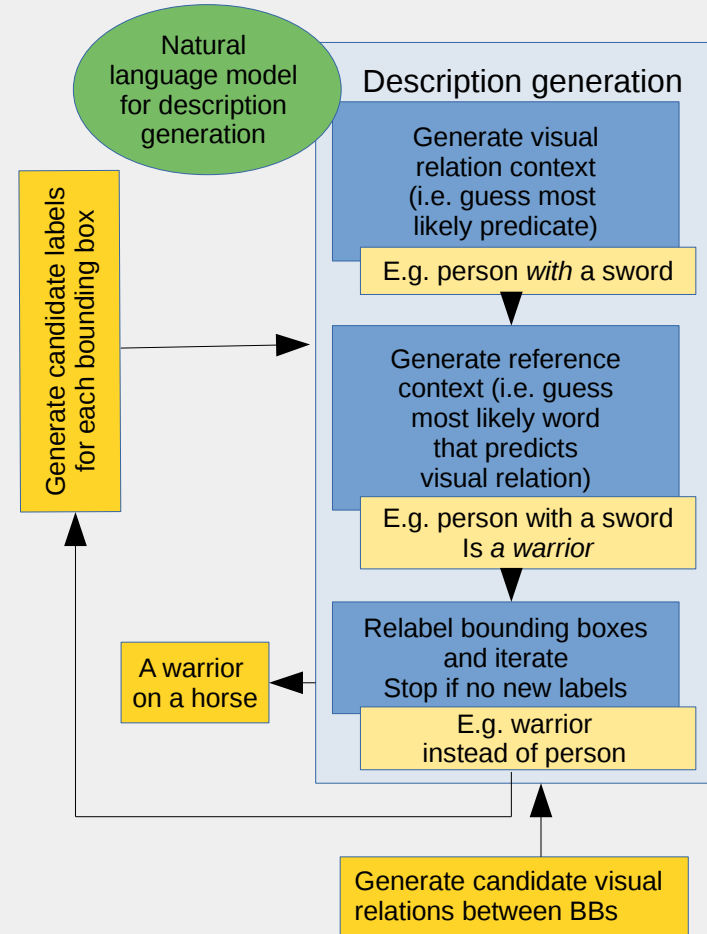 Natural
language model
for description
generation
Description generation
Generate visual
relation context
(i.e. guess most
likely predicate)
E.g. person with a sword
Generate candidate labels
for each bounding box
Generate reference
context (i.e. guess
most likely word
that predicts
visual relation)
E.g. person with a sword
Is a warrior
Relabel bounding boxes
and iterate
Stop if no new labels
A warrior
on a horse
E.g. warrior
instead of person
Generate candidate visual
relations between BBs